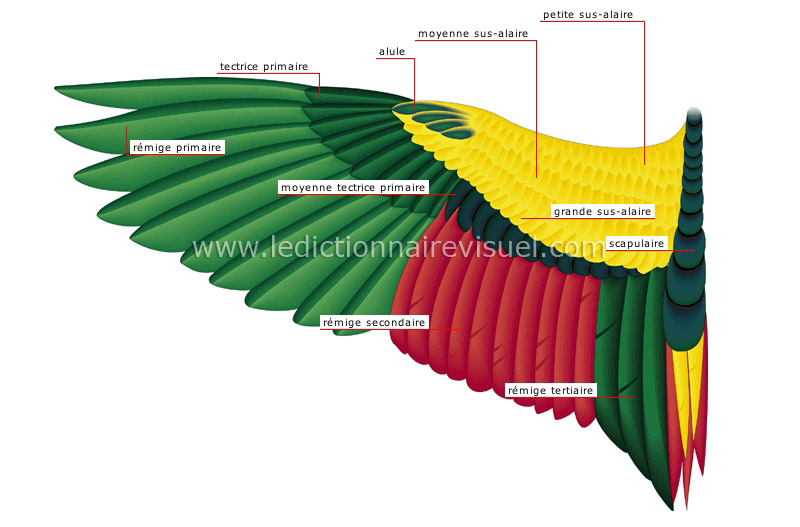 petite sus-alaire
moyenne sus-alaire
alule
tectrice primaire
rémige primaire
moyenne tectrice primaire
grande sus-alaire
scapulaire
www.ledictionnairevisuel.com
rémige secondaire
rémige tertiaire